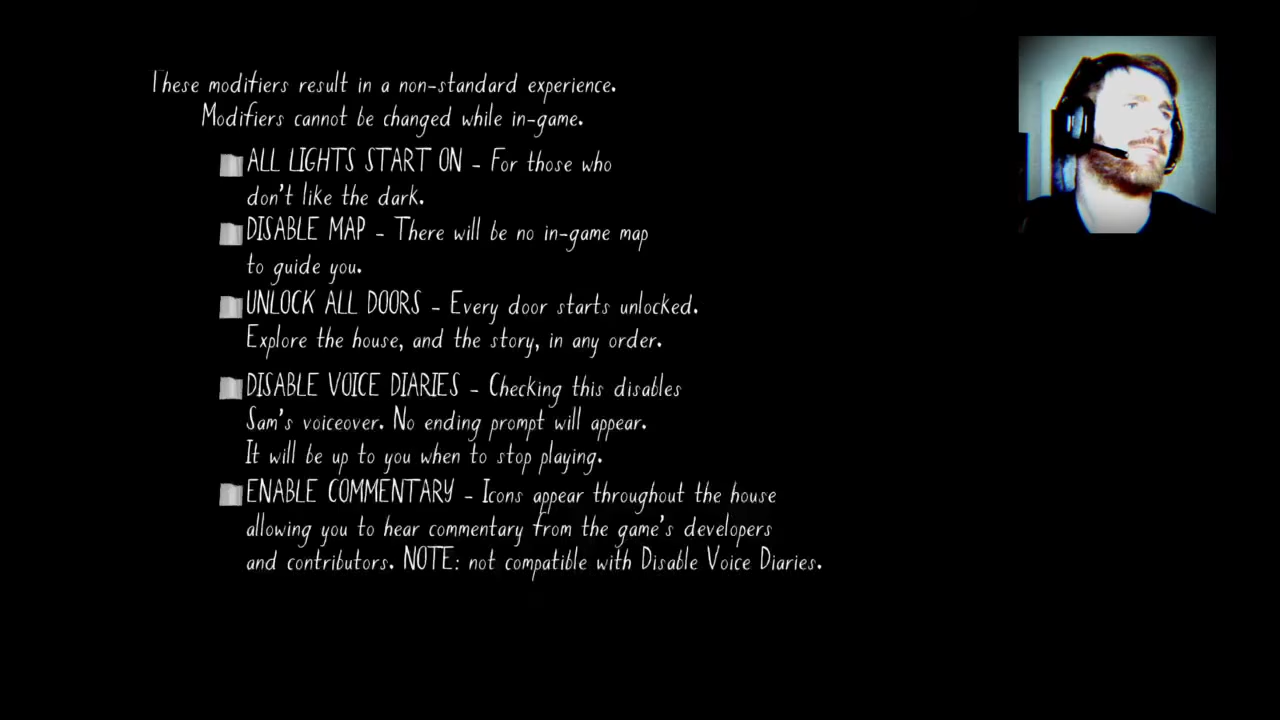 These modifiers result in a non-standard experience.
Modifiers cannot be changed while in-game.
ALL LIGHTS START ON - For those who
don't like the dark.
DISABLE MAP - There will be no in-game map
to guide you.
UNLOCK ALL DOORS - Every door starts unlocked.
Explore the house, and the story, in any order.
DISABLE VOICE DIARIES - Checking this disables
Sam's voiceover. No ending prompt will appear.
It will be up to you when to stop playing.
ENABLE COMMENTARY - Icons appear throughout the house
allowing you to hear commentary from the game's developers
and contributors. NOTE: not compatible with Disable Voice Diaries.